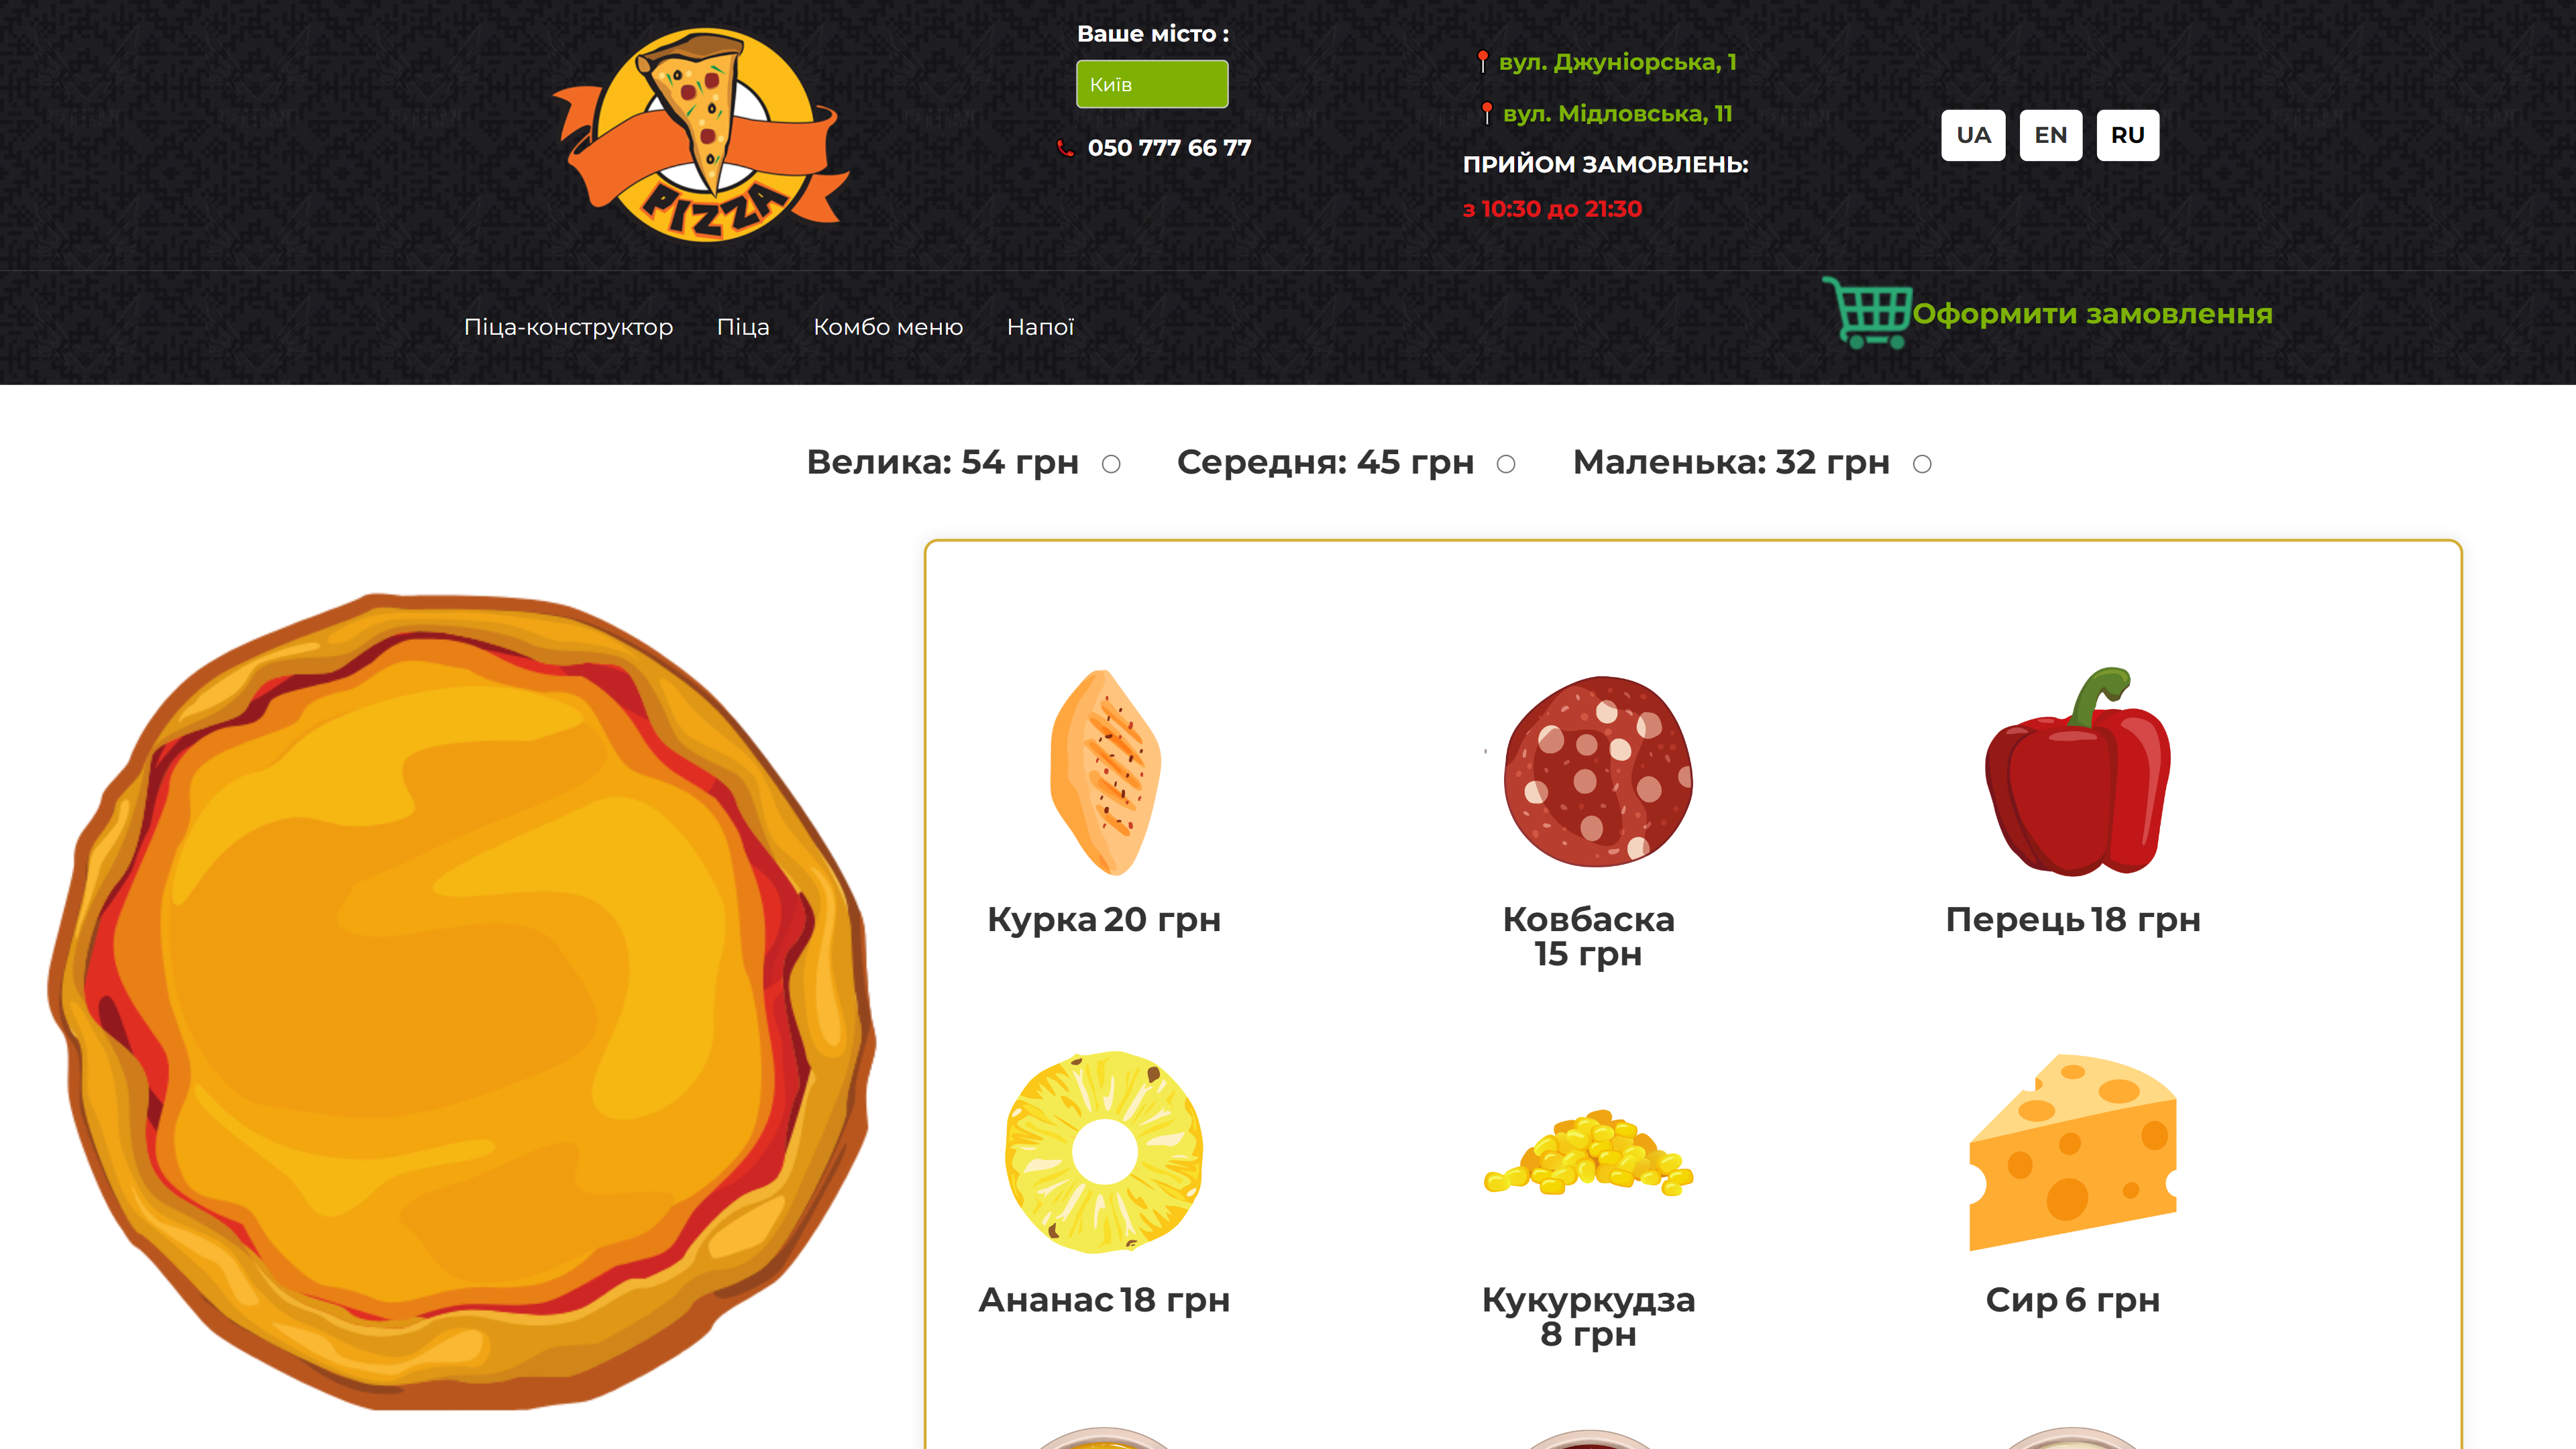 PIZZA
Ваше місто :
Київ
050 777 66 77
вул. Джуніорська, 1
вул. Мідловська, 11
ПРИЙОМ ЗАМОВЛЕНЬ:
з 10:30 до 21:30
UA EN RU
Піца-конструктор Піца Комбо меню Напої
Оформити замовлення
Велика: 54 грн Середня: 45 грн Маленька: 32 грн
Курка 20 грн
Ковбаска
15 грн
Перець 18 грн
Ананас 18 грн
Кукуркудза
8 грн
Сир 6 грн